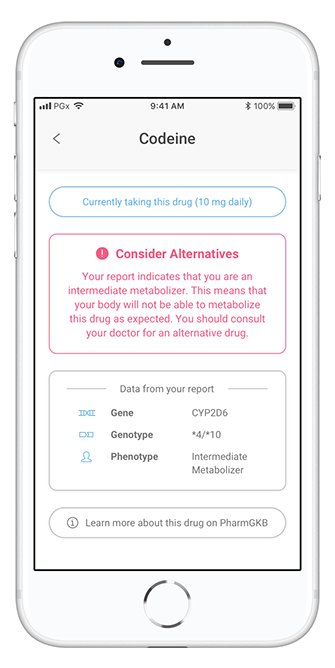 PGx 9:41 AM 100%
Codeine
Currently taking this drug (10 mg daily)
Consider Alternatives
Your report indicates that you are an
intermediate metabolizer. This means that
your body will not be able to metabolize
this drug as expected. You should consult
your doctor for an alternative drug.
Data from your report
Gene CYP2D6
Genotype *4/*10
Phenotype Intermediate
Metabolizer
Learn more about this drug on PharmGKB